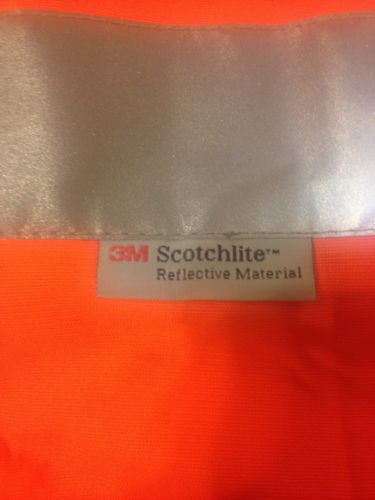 3M Scotchlite™
Reflective Material